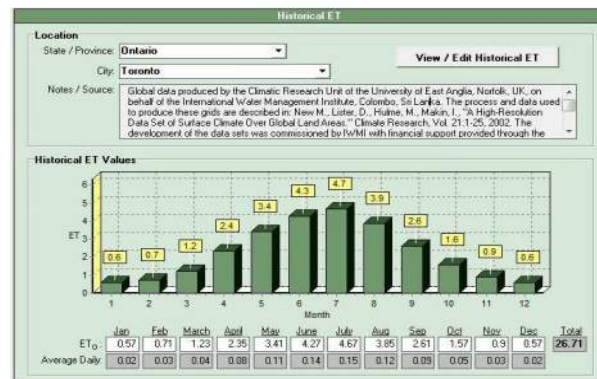 Historical ET
Location
State / Province: Ontario
View / Edit Historical ET
City: Toronto
Notes / Source: Global data produced by the Climatic Research Unit of the University of East Anglia, Norfolk, UK, on
behalf of the International Water Management Institute, Colombo, Sri Lanka. The process and data used
to produce these grids are described in: New M., Lister, D., Hulme, M., Makin, I., "A High-Resolution
Data Set of Surface Climate Over Global Land Areas." Climate Research, Vol. 21:1-25, 2002. The
development of the data sets was commissioned by IWMI with financial support provided through the
Historical ET Values
6
5
4
3
2
1
0
ET
0.6 0.7 1.2 2.4 3.4 4.3 4.7 3.9 2.6 1.6 0.9 0.6
1 2 3 4 5 6 7 8 9 10 11 12
Month
Jan Feb March April May June July Aug Sep Oct Nov Dec Total
ETo: 0.57 0.71 1.23 2.35 3.41 4.27 4.67 3.85 2.61 1.57 0.9 0.57 26.71
Average Daily: 0.02 0.03 0.04 0.08 0.11 0.14 0.15 0.12 0.09 0.05 0.03 0.02